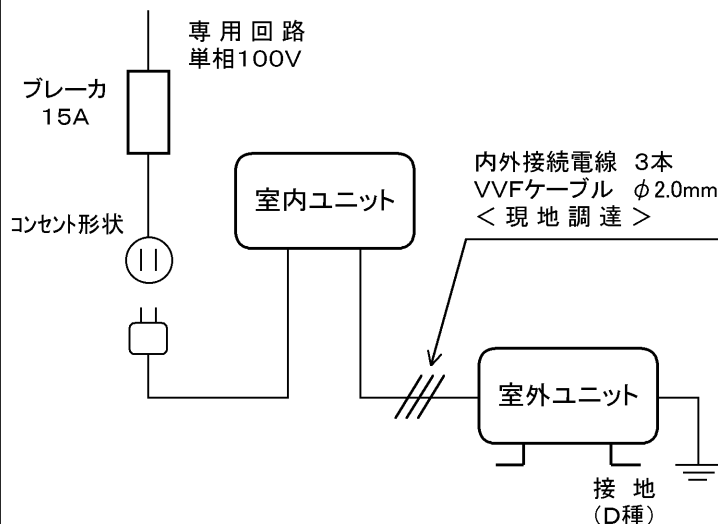 専用回路
単相100V
ブレーカ
15A
コンセント形状
室内ユニット
内外接続電線 3本
VVFケーブル φ2.0mm
<現地調達>
室外ユニット
接 地
(D種)